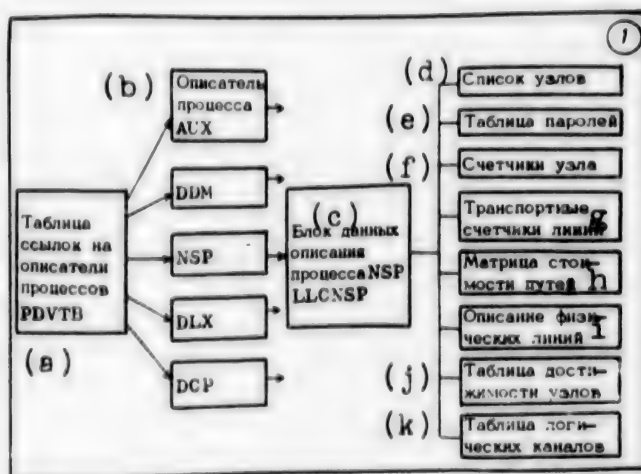 1
(b)
Описатель
процесса
AUX
DDM
NSP
DLX
DCP
Таблица
ссылок на
описатели
процессов
PDVTB
(a)
(c)
Блок данных
описания
процесса NSP
LLCNSP
(d)
Список узлов
(e)
Таблица паролей
(f)
Счетчики узла
Транспортные
счетчики линий g
Матрица стои-
мости путей h
Описание физи-
ческих линий i
(j)
Таблица дости-
жимости узлов
(k)
Таблица логи-
ческих каналов